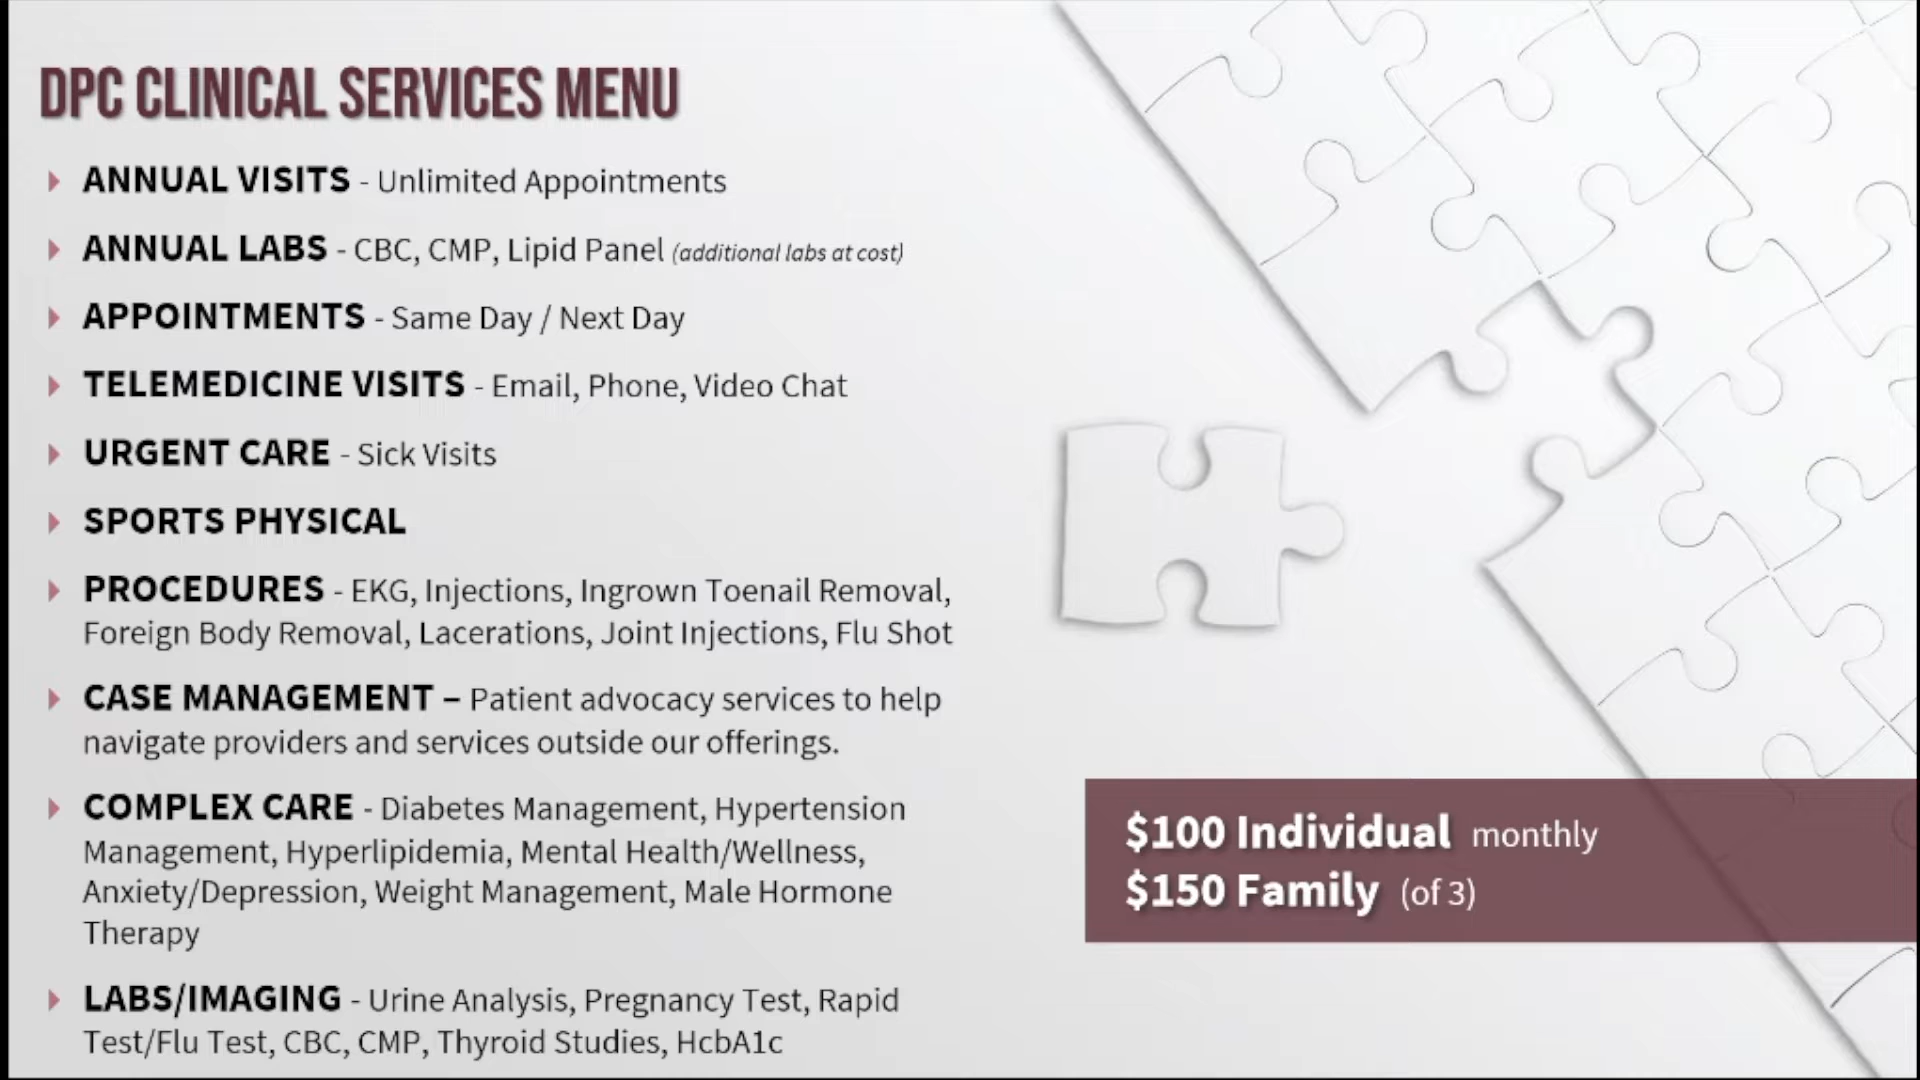 DPC CLINICAL SERVICES MENU
ANNUAL VISITS - Unlimited Appointments
ANNUAL LABS - CBC, CMP, Lipid Panel (additional labs at cost)
APPOINTMENTS - Same Day / Next Day
TELEMEDICINE VISITS - Email, Phone, Video Chat
URGENT CARE - Sick Visits
SPORTS PHYSICAL
PROCEDURES - EKG, Injections, Ingrown Toenail Removal,
Foreign Body Removal, Lacerations, Joint Injections, Flu Shot
CASE MANAGEMENT – Patient advocacy services to help
navigate providers and services outside our offerings.
COMPLEX CARE - Diabetes Management, Hypertension
Management, Hyperlipidemia, Mental Health/Wellness,
Anxiety/Depression, Weight Management, Male Hormone
Therapy
LABS/IMAGING - Urine Analysis, Pregnancy Test, Rapid
Test/Flu Test, CBC, CMP, Thyroid Studies, HcbA1c
$100 Individual monthly
$150 Family (of 3)